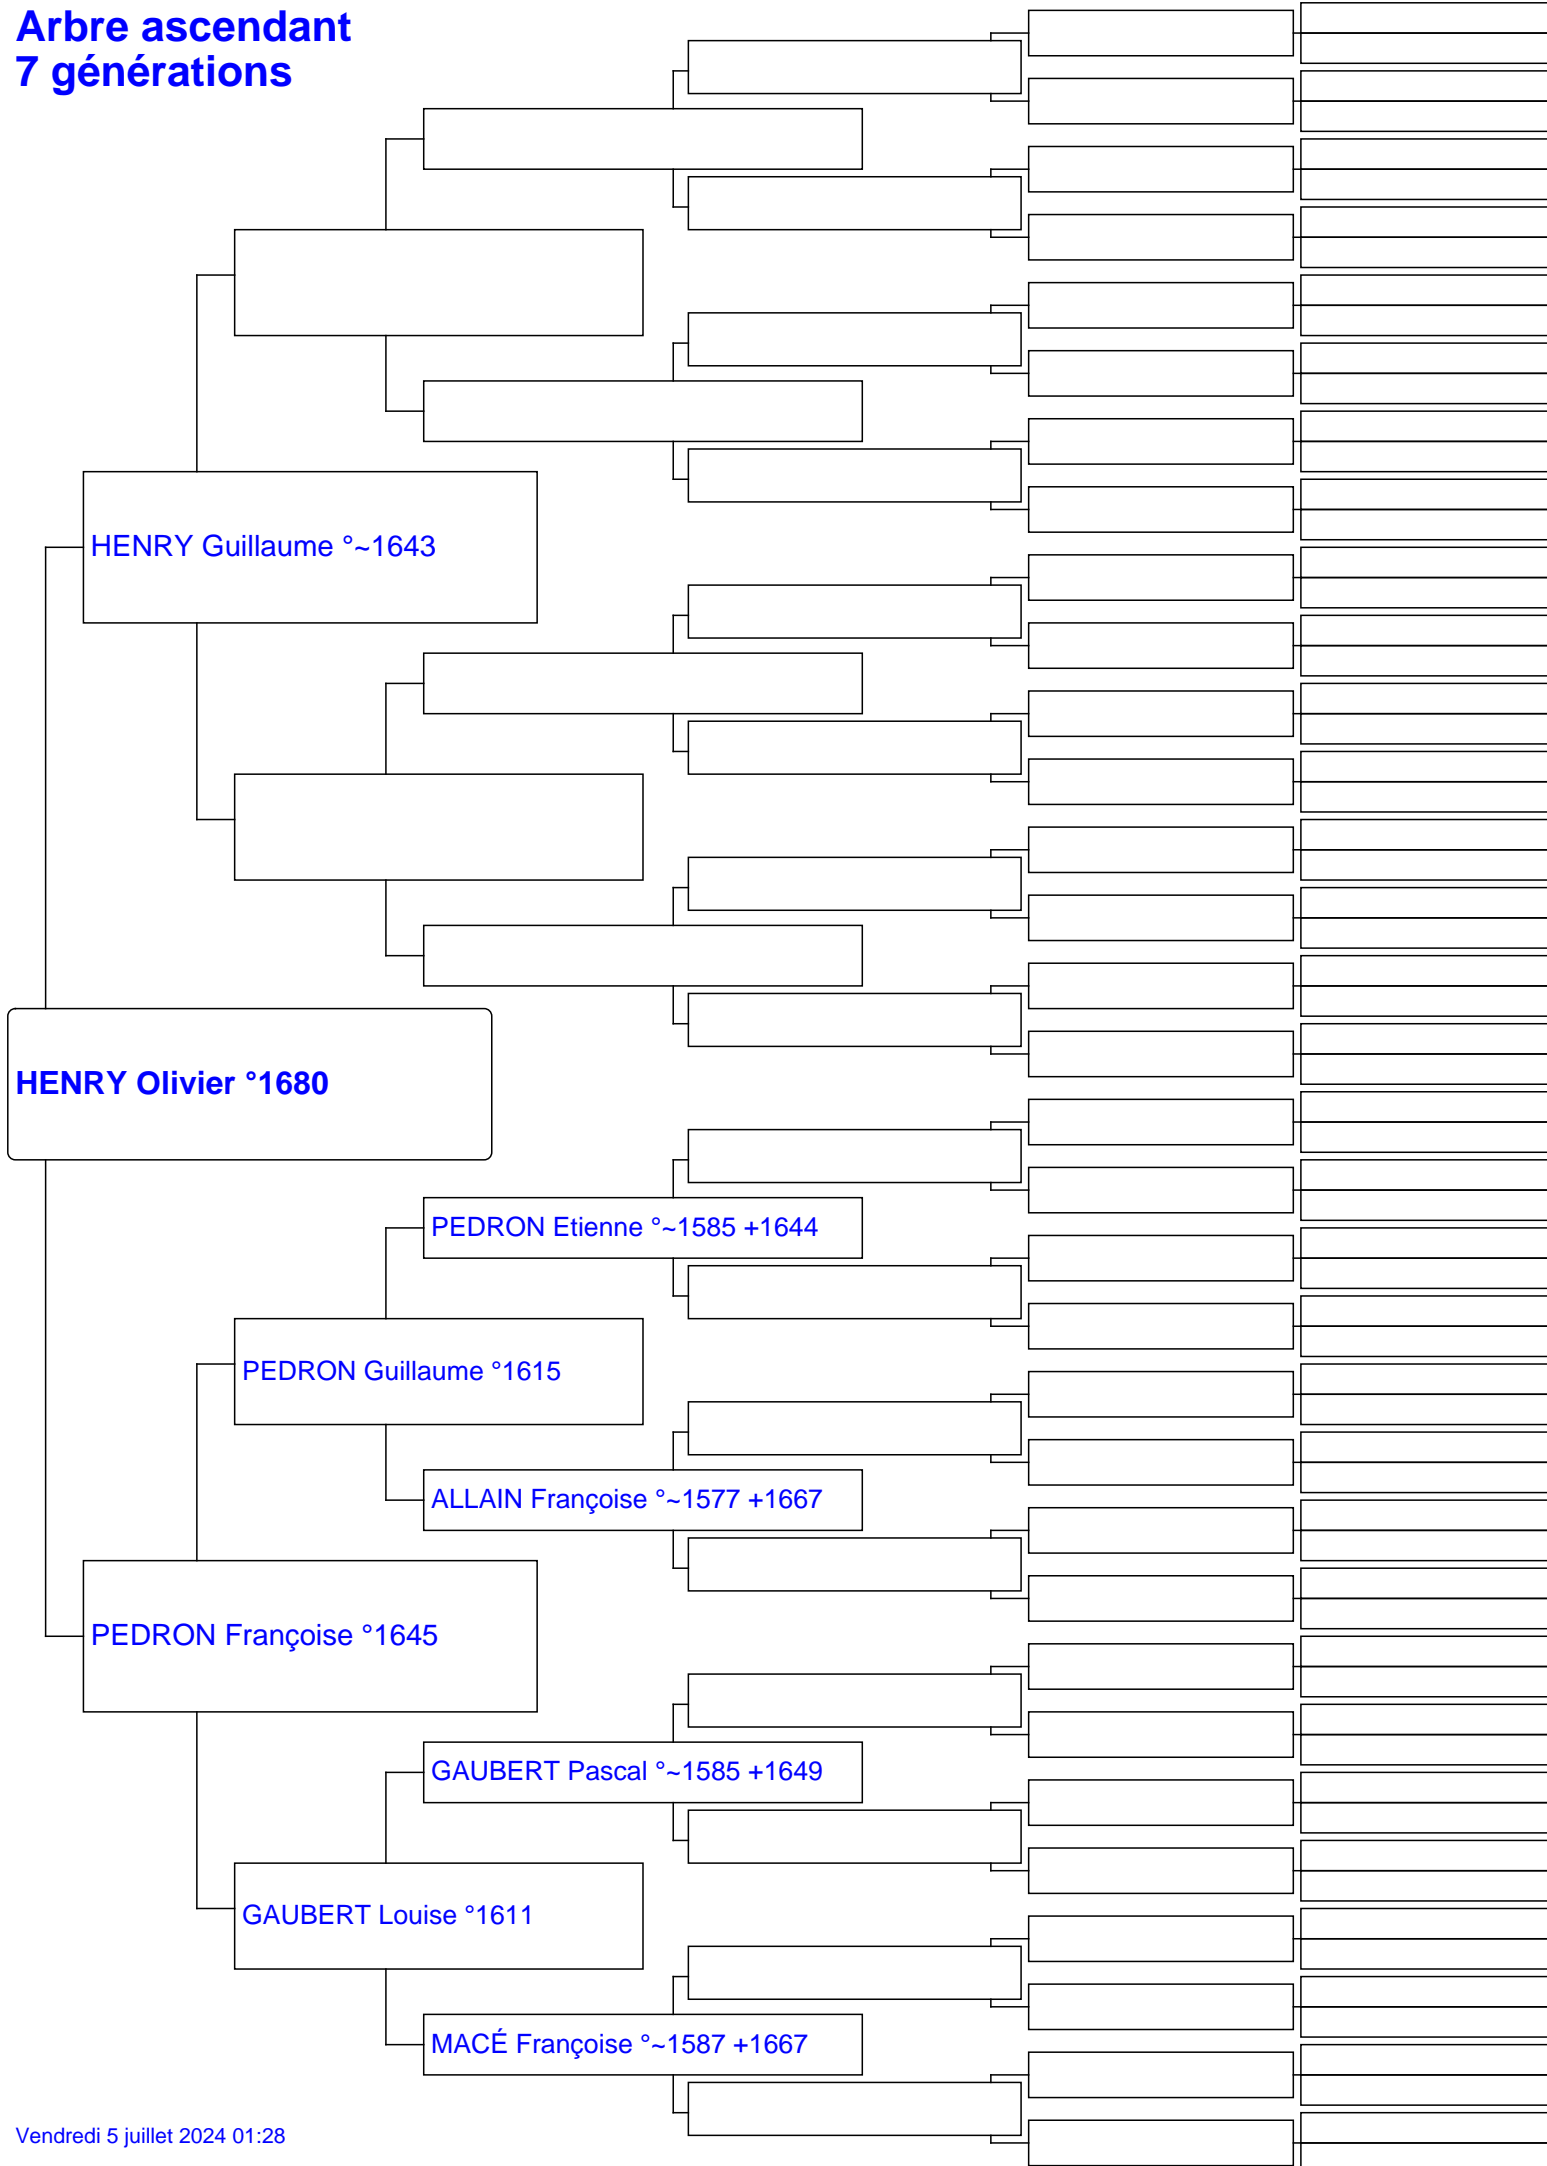 Arbre ascendant
7 générations
HENRY Guillaume °~1643
HENRY Olivier °1680
PEDRON Etienne °~1585 +1644
PEDRON Guillaume °1615
ALLAIN Françoise °~1577 +1667
PEDRON Françoise °1645
GAUBERT Pascal °~1585 +1649
GAUBERT Louise °1611
MACÉ Françoise °~1587 +1667
Vendredi 5 juillet 2024 01:28